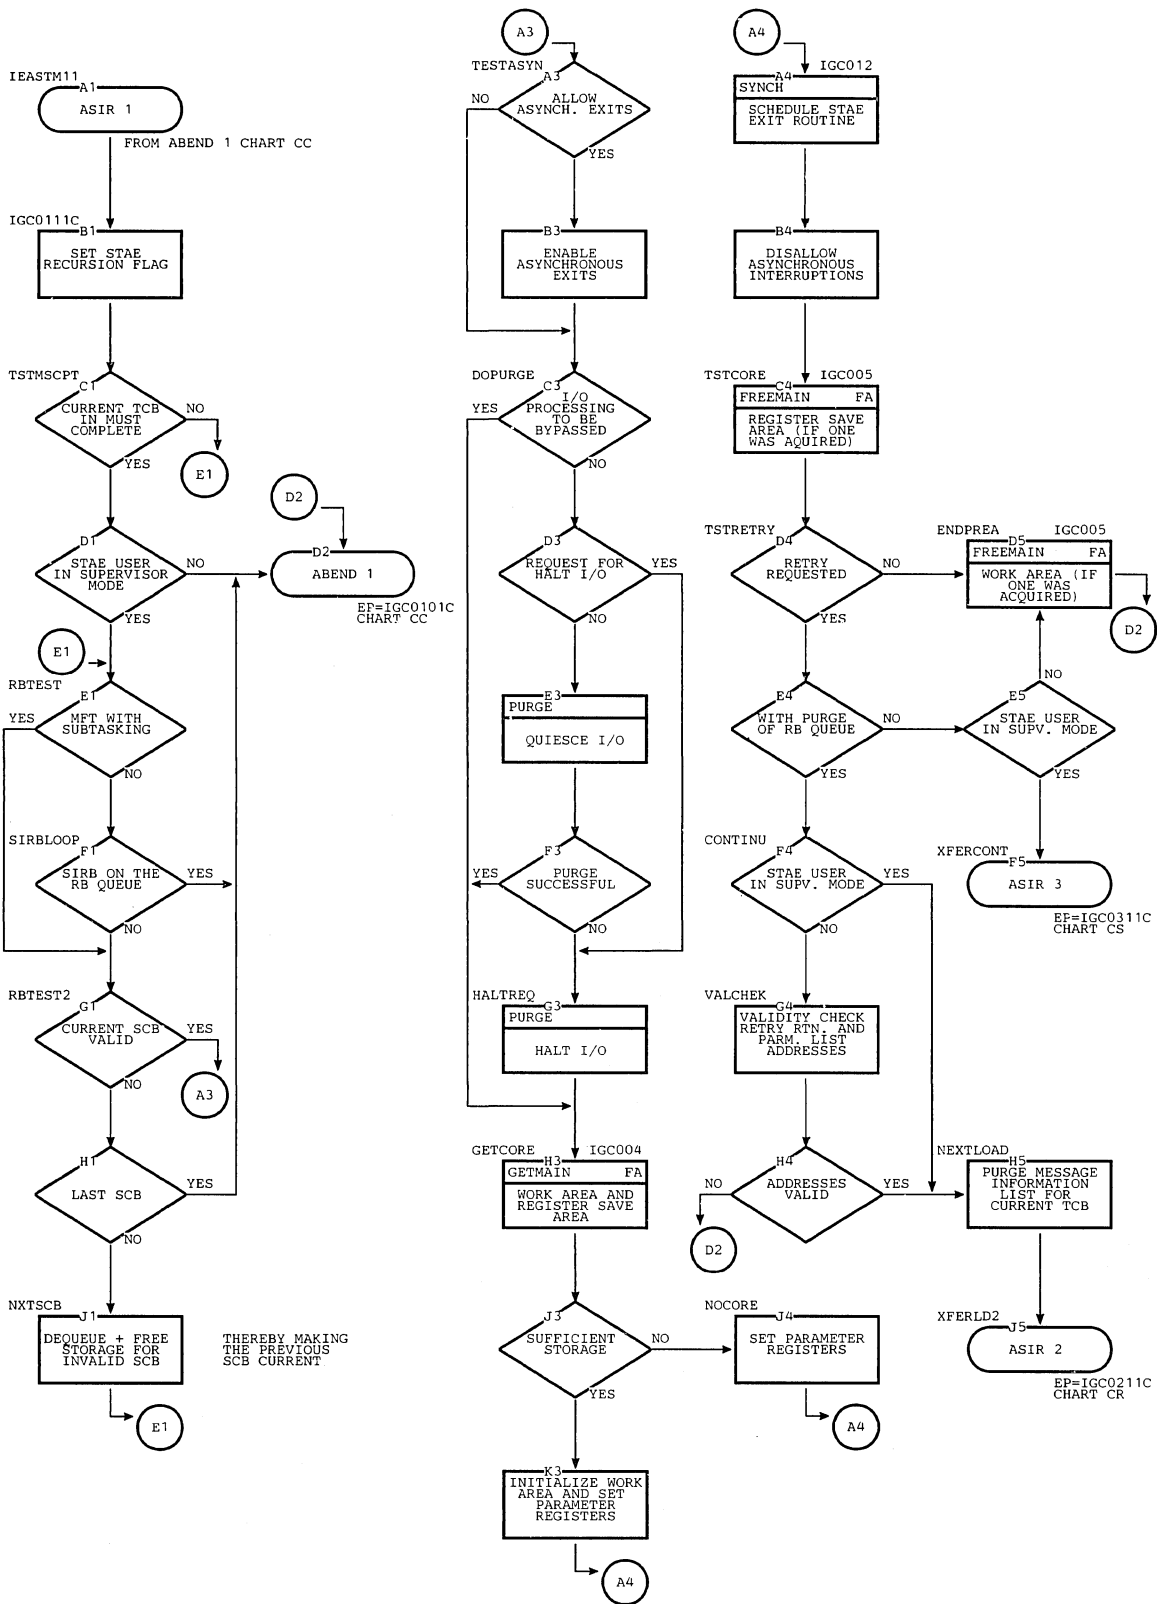 IEASTM11
A1
ASIR 1
FROM ABEND 1 CHART CC
IGC0111C
B1
SET STAE
RECURSION FLAG
TSTMSCPT
C1
CURRENT TCB
IN MUST
COMPLETE
NO
YES
E1
D1
STAE USER
IN SUPERVISOR
MODE
NO
YES
D2
D2
ABEND 1
EP=IGC0101C
CHART CC
E1
RBTEST
E1
YES
MFT WITH
SUBTASKING
NO
SIRBLOOP
F1
SIRB ON THE
RB QUEUE
YES
NO
RBTEST2
G1
CURRENT SCB
VALID
YES
NO
A3
H1
LAST SCB
YES
NO
NXTSCB
J1
DEQUEUE + FREE
STORAGE FOR
INVALID SCB
THEREBY MAKING
THE PREVIOUS
SCB CURRENT
E1
A3
TESTASYN
A3
NO
ALLOW
ASYNCH. EXITS
YES
B3
ENABLE
ASYNCHRONOUS
EXITS
DOPURGE
C3
YES
I/O
PROCESSING
TO BE
BYPASSED
NO
D3
REQUEST FOR
HALT I/O
YES
NO
E3
PURGE
QUIESCE I/O
F3
YES
PURGE
SUCCESSFUL
NO
HALTREQ
G3
PURGE
HALT I/O
GETCORE
IGC004
H3
GETMAIN FA
WORK AREA AND
REGISTER SAVE
AREA
J3
SUFFICIENT
STORAGE
NO
YES
K3
INITIALIZE WORK
AREA AND SET
PARAMETER
REGISTERS
A4
NOCORE
J4
SET PARAMETER
REGISTERS
A4
A4
IGC012
A4
SYNCH
SCHEDULE STAE
EXIT ROUTINE
B4
DISALLOW
ASYNCHRONOUS
INTERRUPTIONS
TSTCORE
IGC005
C4
FREEMAIN FA
REGISTER SAVE
AREA (IF ONE
WAS AQUIRED)
TSTRETRY
D4
RETRY
REQUESTED
NO
YES
ENDPREA
IGC005
D5
FREEMAIN FA
WORK AREA (IF
ONE WAS
ACQUIRED)
D2
E4
WITH PURGE
OF RB QUEUE
NO
YES
E5
NO
STAE USER
IN SUPV. MODE
YES
CONTINU
F4
STAE USER
IN SUPV. MODE
YES
NO
XFERCONT
F5
ASIR 3
EP=IGC0311C
CHART CS
VALCHEK
G4
VALIDITY CHECK
RETRY RTN. AND
PARM. LIST
ADDRESSES
H4
NO
ADDRESSES
VALID
YES
D2
NEXTLOAD
H5
PURGE MESSAGE
INFORMATION
LIST FOR
CURRENT TCB
XFERLD2
J5
ASIR 2
EP=IGC0211C
CHART CR